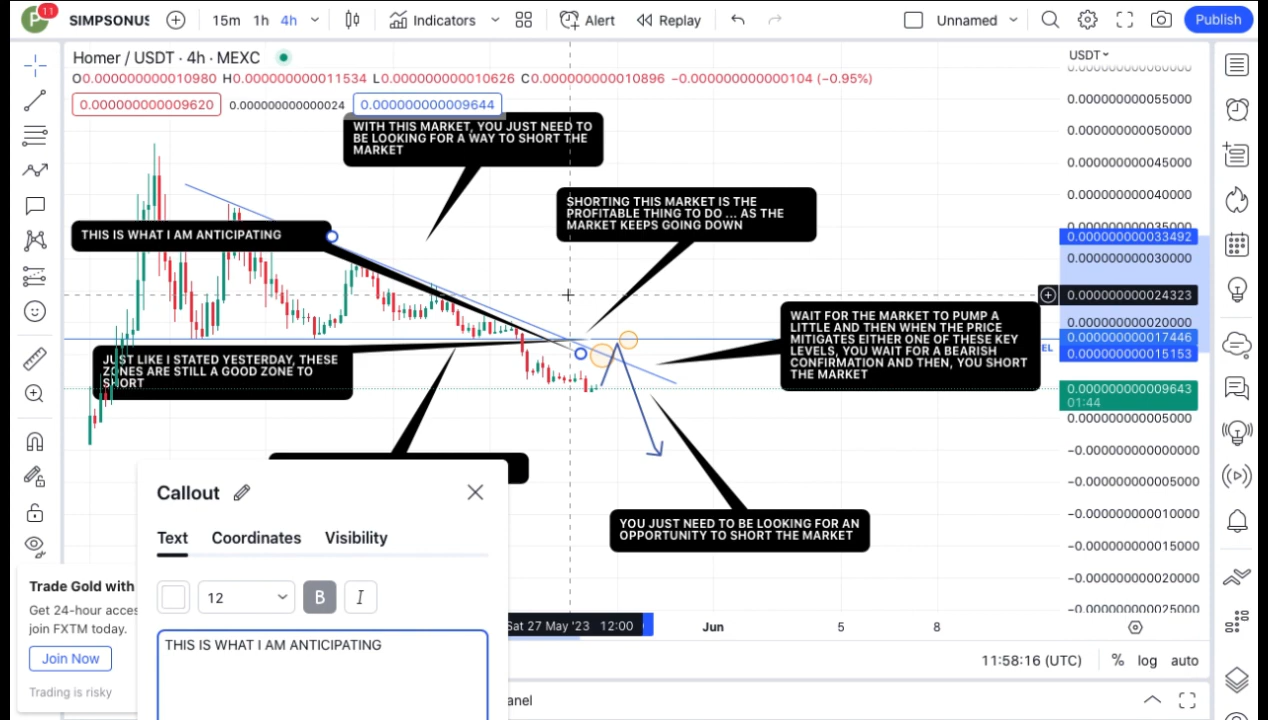 P
11
SIMPSONUS
15m 1h 4h
Indicators
Alert
Replay
Unnamed
Publish
Homer / USDT · 4h · MEXC
O0.000000000010980 H0.000000000011534 L0.000000000010626 C0.000000000010896 −0.000000000000104 (−0.95%)
0.000000000009620
0.000000000000024
0.000000000009644
WITH THIS MARKET, YOU JUST NEED TO
BE LOOKING FOR A WAY TO SHORT THE
MARKET
SHORTING THIS MARKET IS THE
PROFITABLE THING TO DO ... AS THE
MARKET KEEPS GOING DOWN
THIS IS WHAT I AM ANTICIPATING
WAIT FOR THE MARKET TO PUMP A
LITTLE AND THEN WHEN THE PRICE
MITIGATES EITHER ONE OF THESE KEY
LEVELS, YOU WAIT FOR A BEARISH
CONFIRMATION AND THEN, YOU SHORT
THE MARKET
JUST LIKE I STATED YESTERDAY, THESE
ZONES ARE STILL A GOOD ZONE TO
SHORT
YOU JUST NEED TO BE LOOKING FOR AN
OPPORTUNITY TO SHORT THE MARKET
USDT
0.000000000060000
0.000000000055000
0.000000000050000
0.000000000045000
0.000000000040000
0.000000000035000
0.000000000033492
0.000000000030000
0.000000000024323
0.000000000020000
0.000000000017446
EL
0.000000000015153
0.000000000009643
01:44
0.000000000005000
−0.000000000000000
−0.000000000005000
−0.000000000010000
−0.000000000015000
−0.000000000020000
−0.000000000025000
Callout
Text
Coordinates
Visibility
12
B
I
THIS IS WHAT I AM ANTICIPATING
Trade Gold with
Get 24-hour acces
join FXTM today.
Join Now
Trading is risky
Sat 27 May '23 12:00
Jun
5
8
11:58:16 (UTC)
% log auto
anel